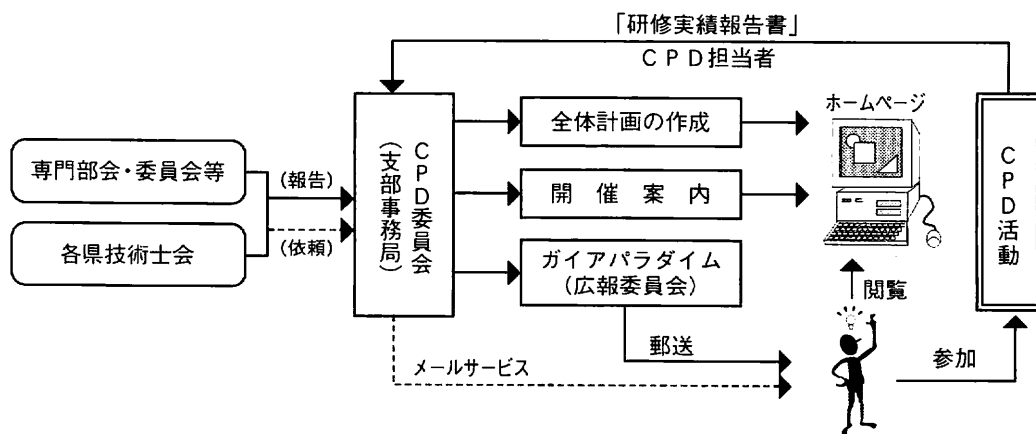 「研修実績報告書」
CPD担当者
専門部会・委員会等
各県技術士会
(報告)
(依頼)
CPD委員会
(支部事務局)
全体計画の作成
開催案内
ガイアパラダイム
(広報委員会)
ホームページ
CPD活動
閲覧
郵送
メールサービス
参加